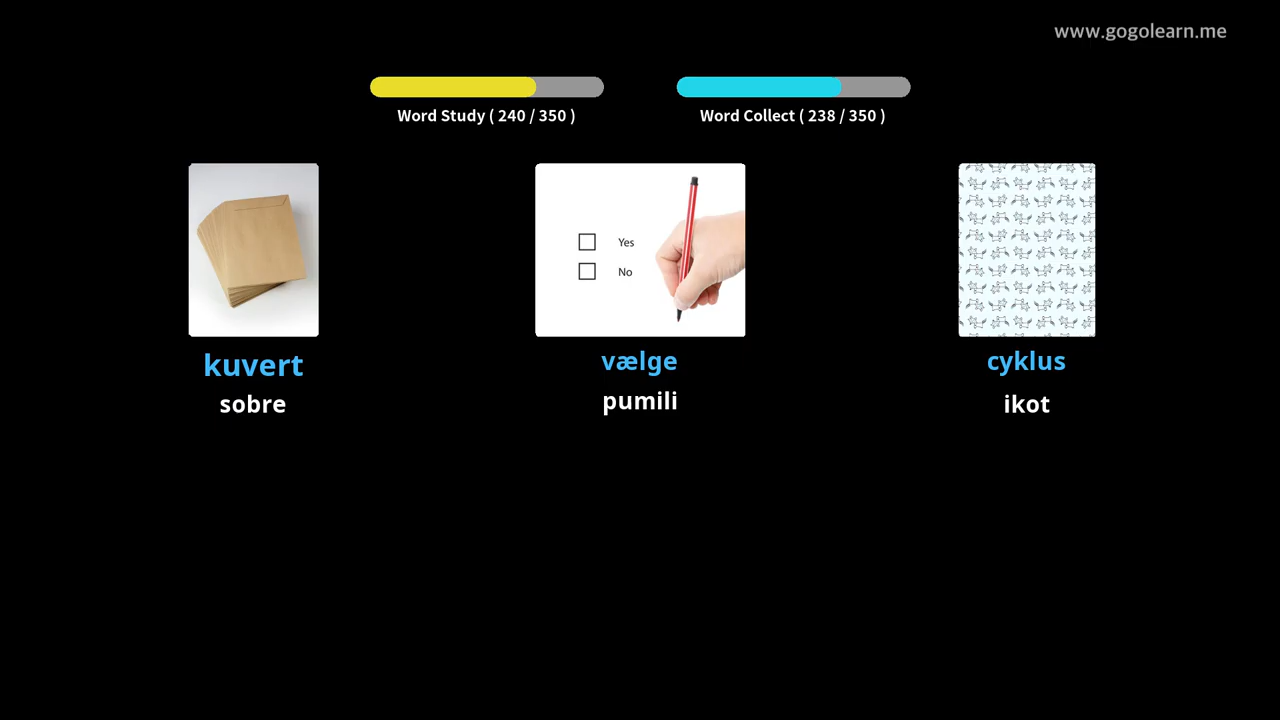 www.gogolearn.me
Word Study ( 240 / 350 )
Word Collect ( 238 / 350 )
Yes
No
kuvert
sobre
vælge
pumili
cyklus
ikot